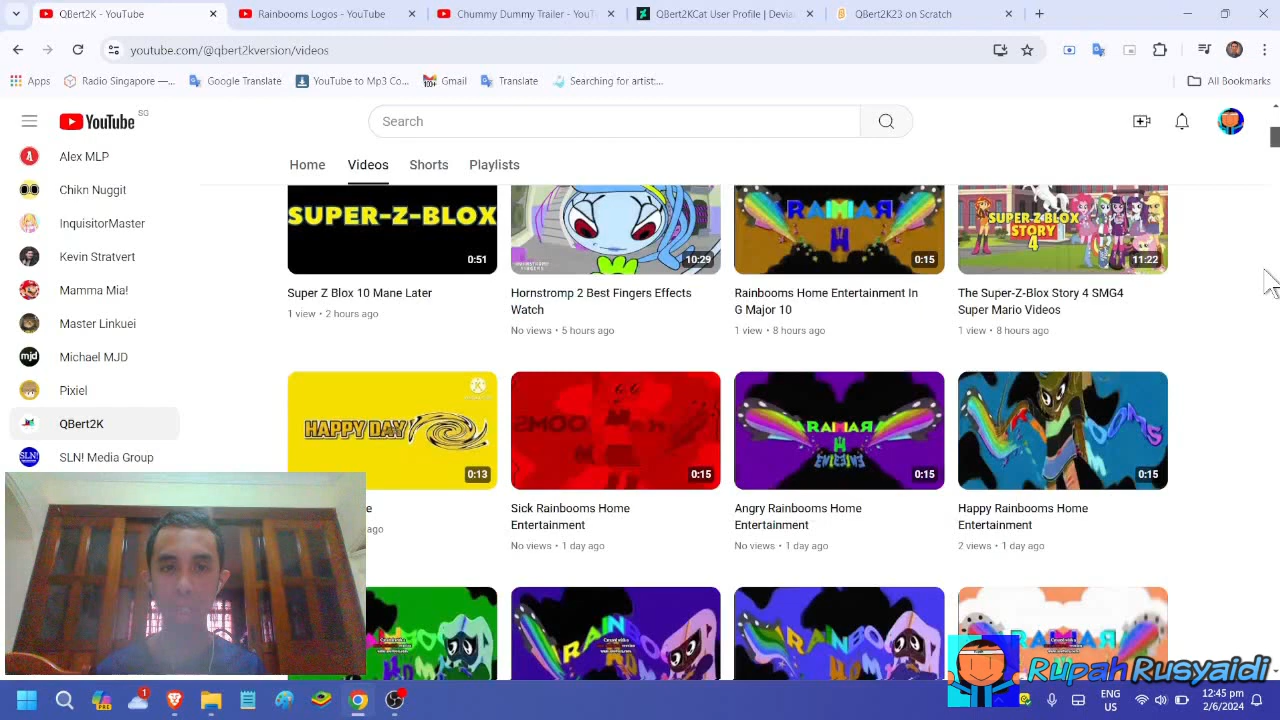 QBert2K - YouTube
Rainbooms Logos - YouTube
Chummy Dummy Trailer - YouT
QBert2KCat User | Devia
QBert2K23 on Scratch
youtube.com/@qbert2kversion/videos
Apps
Radio Singapore —...
Google Translate
YouTube to Mp3 Co...
100+
Gmail
Translate
Searching for artist:...
All Bookmarks
YouTube
SG
Search
Alex MLP
Chikn Nuggit
InquisitorMaster
Kevin Stratvert
Mamma Mia!
Master Linkuei
mjd
Michael MJD
Pixiel
QBert2K
SLN!
SLN! Media Group
Home
Videos
Shorts
Playlists
SUPER-Z-BLOX
0:51
10:29
0:15
SUPER-Z BLOX
STORY
4
11:22
Super Z Blox 10 Mane Later
1 view • 2 hours ago
Hornstromp 2 Best Fingers Effects
Watch
No views • 5 hours ago
Rainbooms Home Entertainment In
G Major 10
1 view • 8 hours ago
The Super-Z-Blox Story 4 SMG4
Super Mario Videos
1 view • 8 hours ago
HAPPY DAY
0:13
0:15
0:15
0:15
e
ago
Sick Rainbooms Home
Entertainment
No views • 1 day ago
Angry Rainbooms Home
Entertainment
No views • 1 day ago
Happy Rainbooms Home
Entertainment
2 views • 1 day ago
RAIN
RAINBO
RupahRusyaidi
PRE
1
ENG
US
12:45 pm
2/6/2024